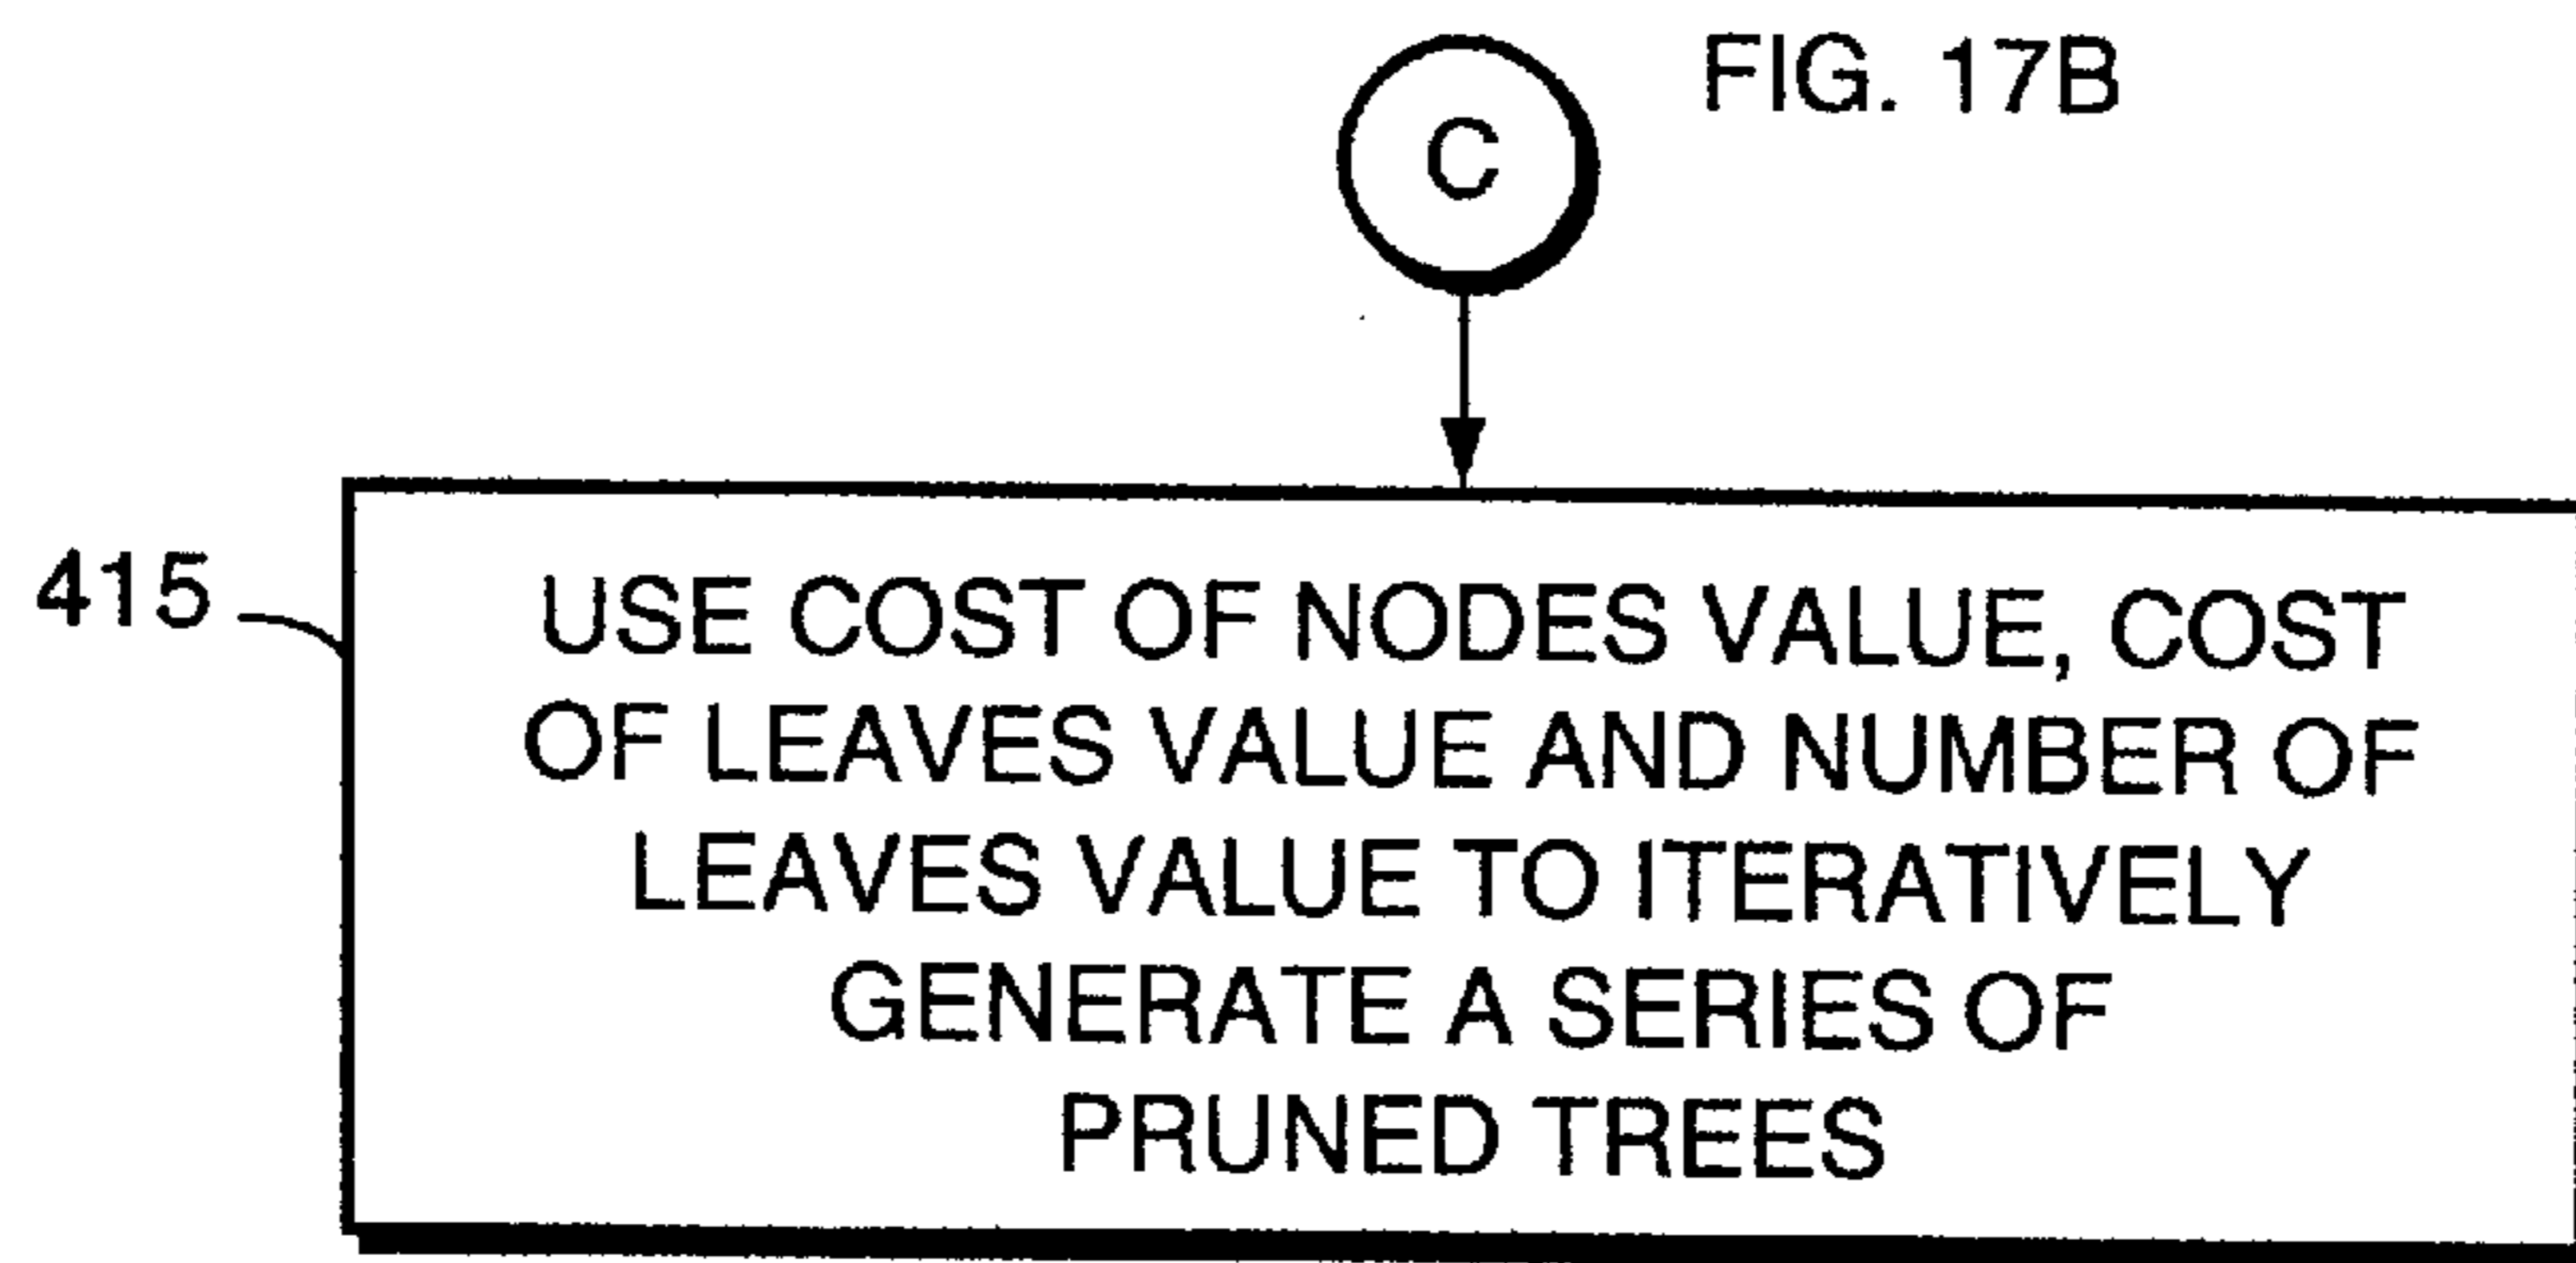 FIG. 17B
C
415
USE COST OF NODES VALUE, COST
OF LEAVES VALUE AND NUMBER OF
LEAVES VALUE TO ITERATIVELY
GENERATE A SERIES OF
PRUNED TREES